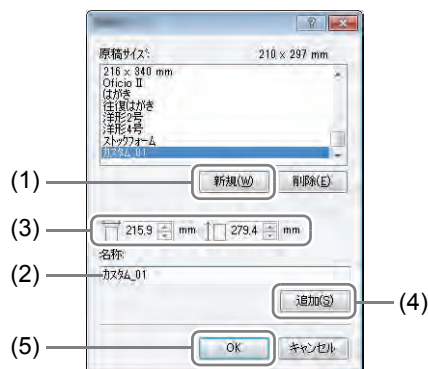 原稿サイズ: 210 x 297 mm
216 x 340 mm
Oficio II
はがき
往復はがき
洋形2号
洋形4号
ストックフォーム
カスタム_01
(1) 新規(W) 削除(E)
(3) 215.9 mm 279.4 mm
名称:
(2) カスタム_01
追加(S) (4)
(5) OK キャンセル